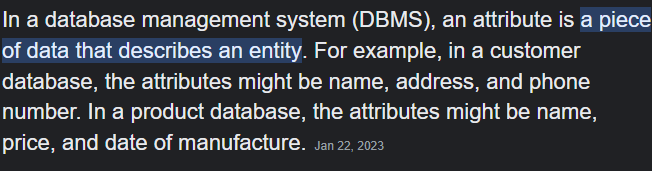 In a database management system (DBMS), an attribute is a piece
of data that describes an entity. For example, in a customer
database, the attributes might be name, address, and phone
number. In a product database, the attributes might be name,
price, and date of manufacture. Jan 22, 2023